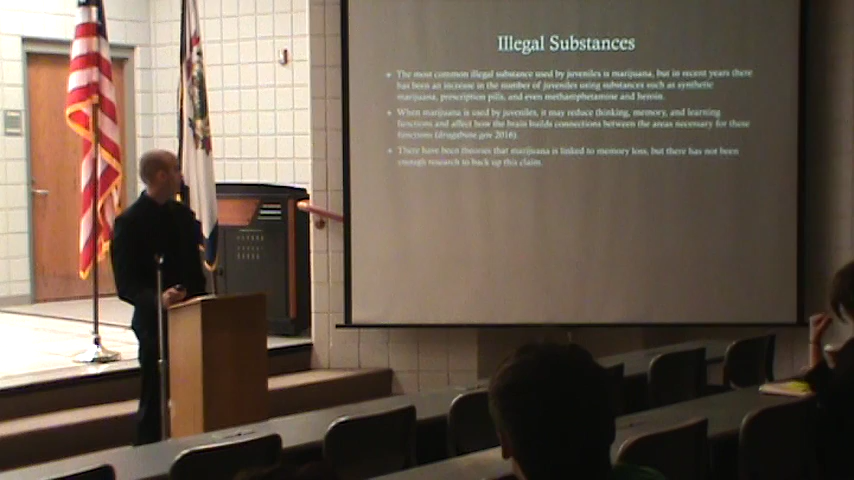 Illegal Substances
The most common illegal substance used by juveniles is marijuana, but in recent years there
has been an increase in the number of juveniles using substances such as synthetic
marijuana, prescription pills, and even methamphetamine and heroin.
When marijuana is used by juveniles, it may reduce thinking, memory, and learning
functions and affect how the brain builds connections between the areas necessary for these
functions (drugabuse.gov 2016).
There have been theories that marijuana is linked to memory loss, but there has not been
enough research to back up this claim.